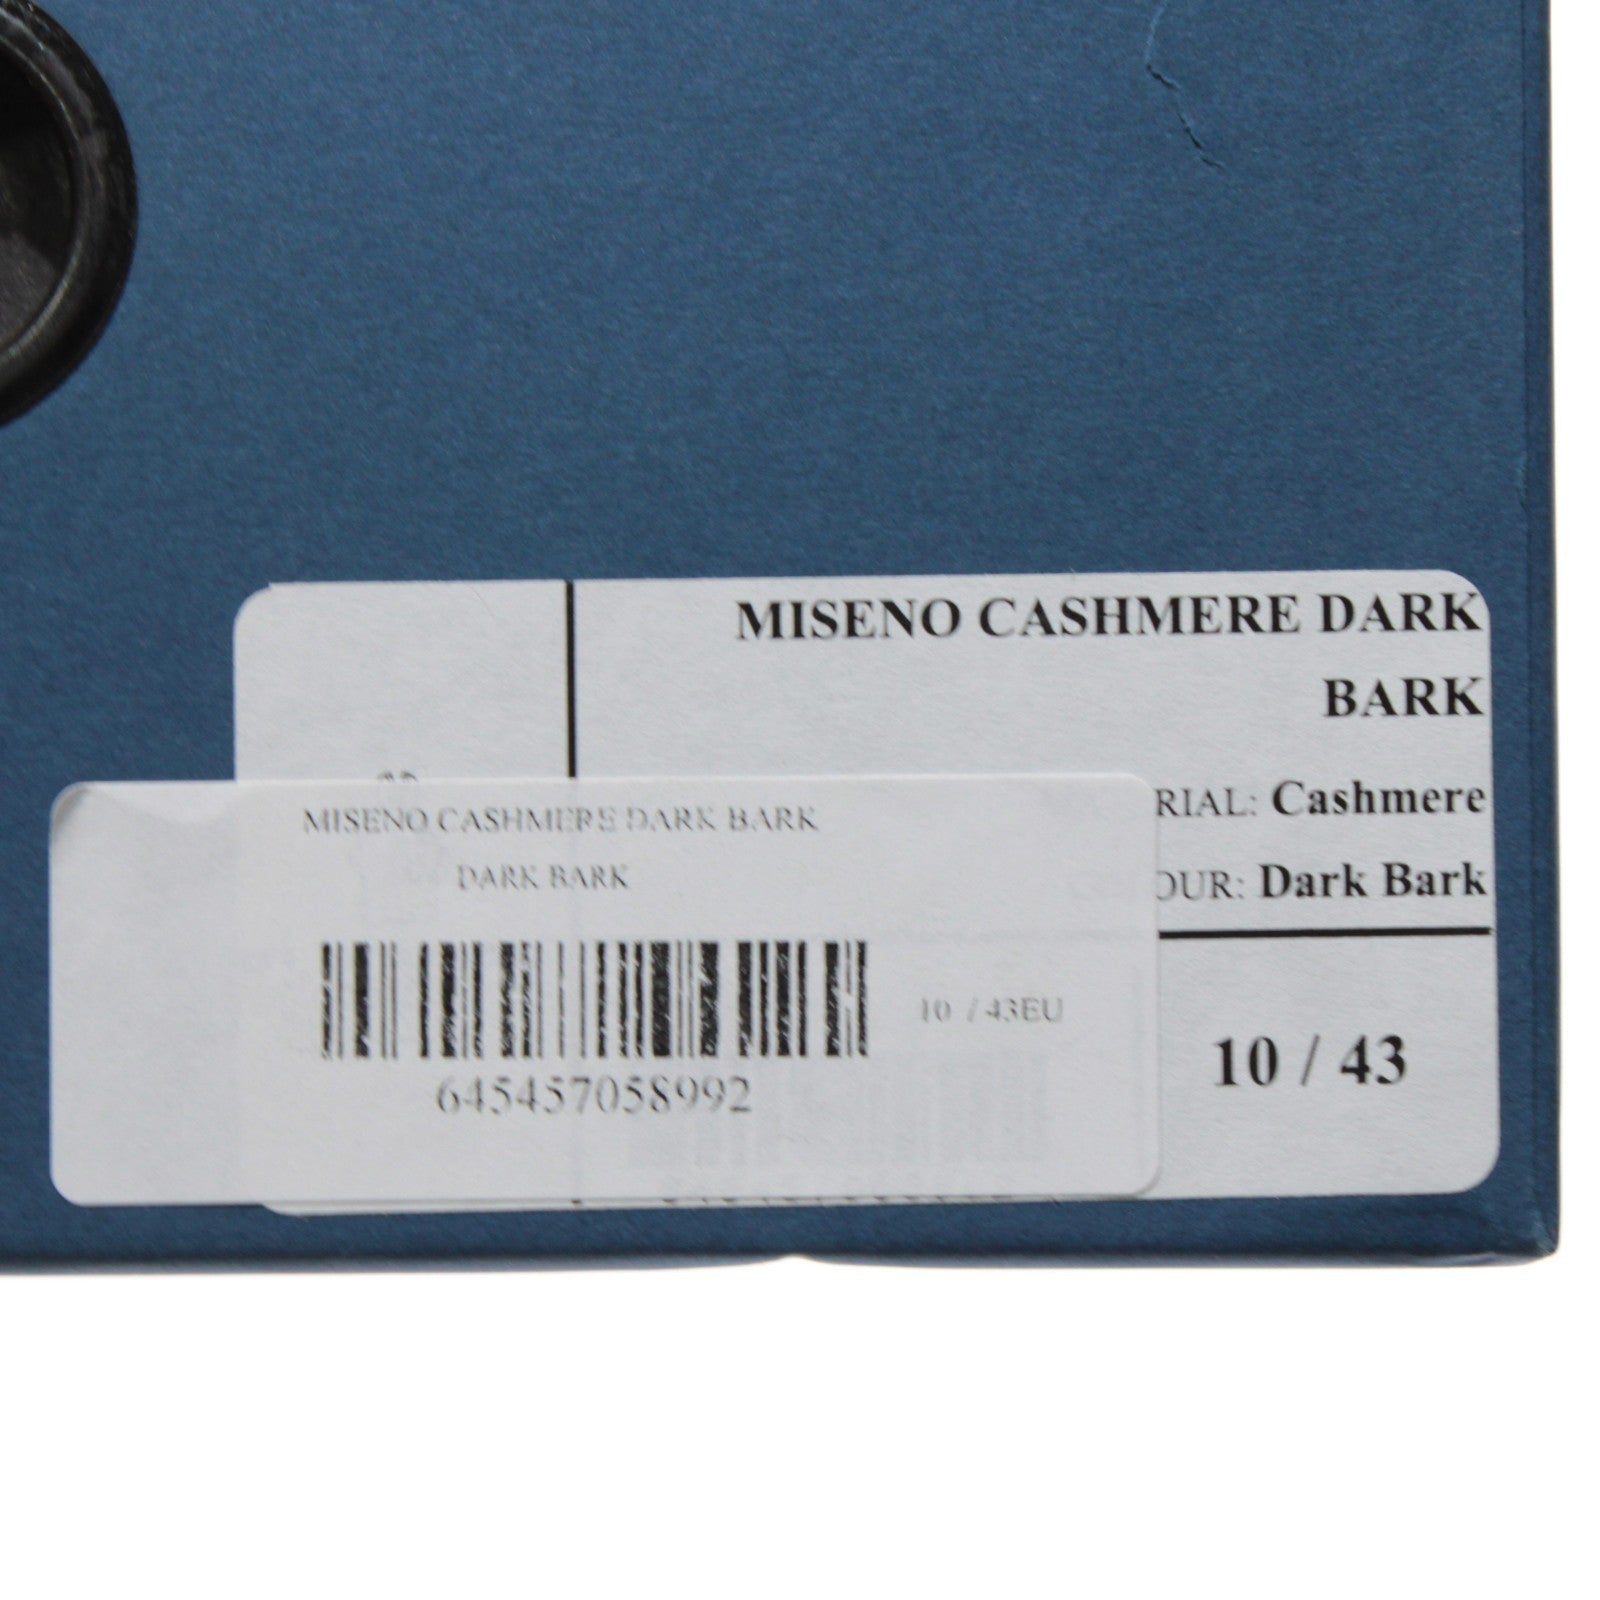 MISENO CASHMERE DARK
BARK
RIAL: Cashmere
OUR: Dark Bark
10 / 43
MISENO CASHMERE DARK BARK
DARK BARK
10 / 43EU
645457058992